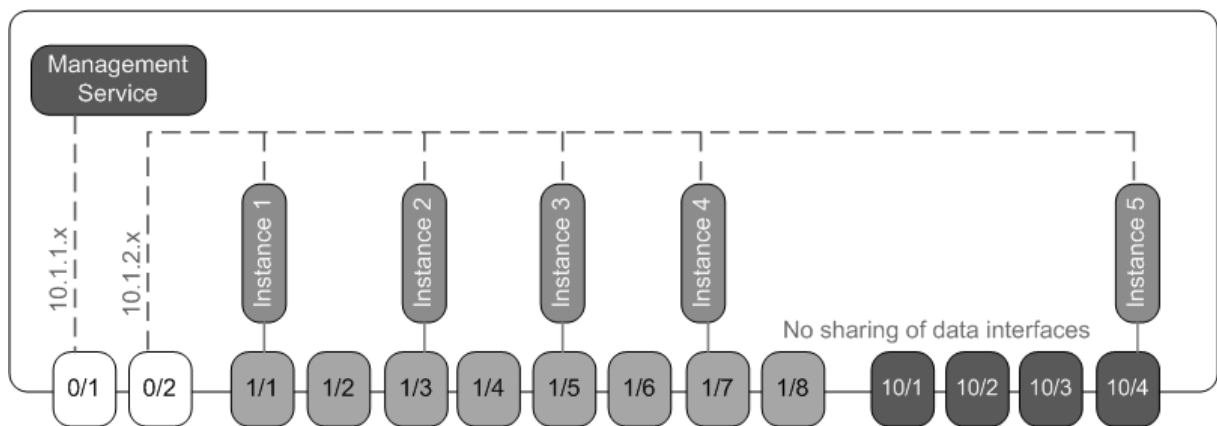 Management
Service
10.1.1.x
10.1.2.x
Instance 1
Instance 2
Instance 3
Instance 4
Instance 5
No sharing of data interfaces
0/1
0/2
1/1
1/2
1/3
1/4
1/5
1/6
1/7
1/8
10/1
10/2
10/3
10/4